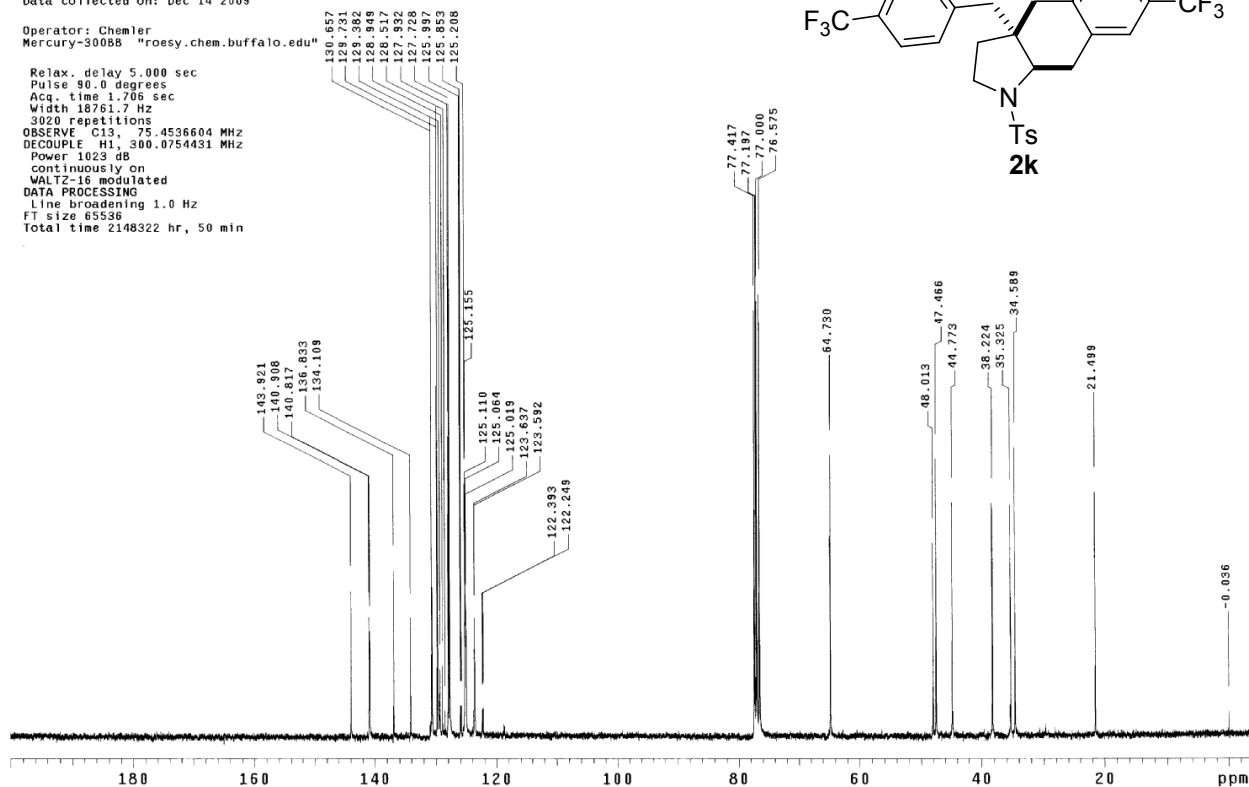 Data collected on: Dec 14 2009
Operator: Chemler
Mercury-300BB "roesy.chem.buffalo.edu"
Relax. delay 5.000 sec
Pulse 90.0 degrees
Acq. time 1.706 sec
Width 18761.7 Hz
3020 repetitions
OBSERVE C13, 75.4536604 MHz
DECOUPLE H1, 300.0754431 MHz
Power 1023 dB
continuously on
WALTZ-16 modulated
DATA PROCESSING
Line broadening 1.0 Hz
FT size 65536
Total time 2148322 hr, 50 min
F3C
CF3
N
Ts
2k
130.657
129.731
129.382
128.949
128.517
127.932
127.728
125.997
125.853
125.208
143.921
140.908
140.817
136.833
134.109
125.155
125.110
125.064
125.019
123.637
123.592
122.393
122.249
77.417
77.197
77.000
76.575
64.730
48.013
47.466
44.773
38.224
35.325
34.589
21.499
-0.036
180 160 140 120 100 80 60 40 20 ppm